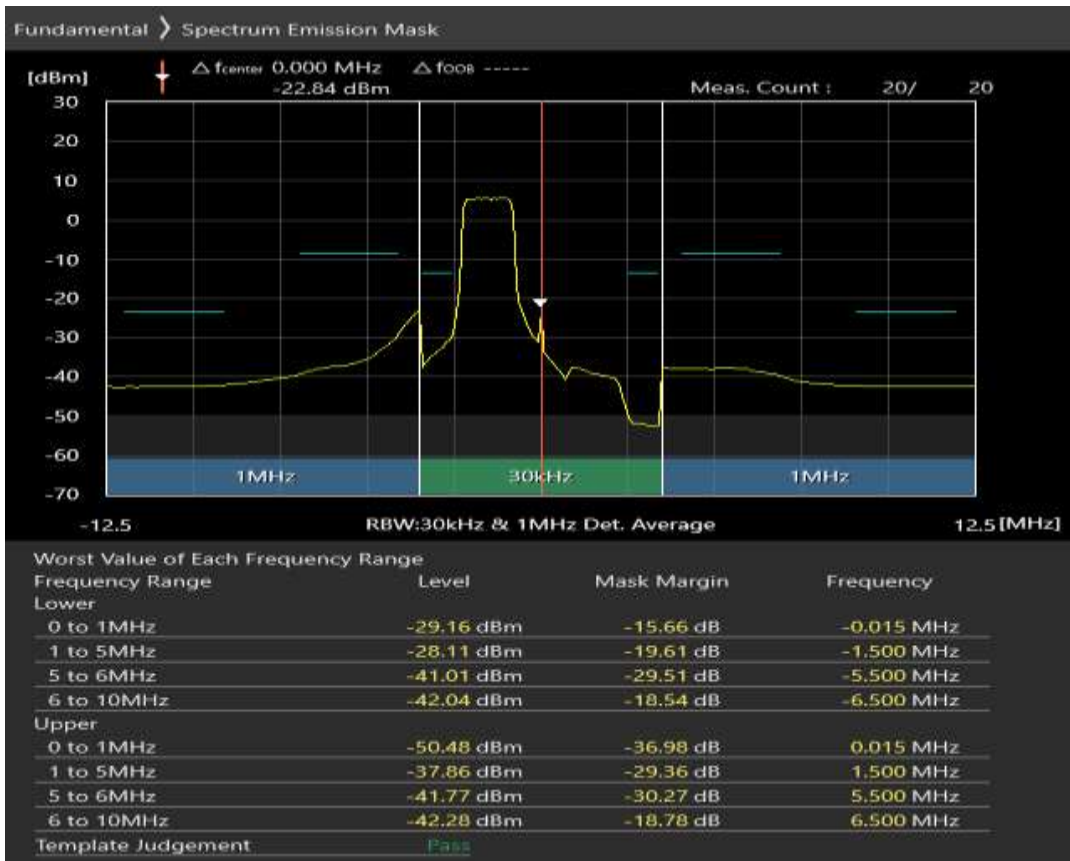 Fundamental ❯ Spectrum Emission Mask
[dBm] △ fcenter 0.000 MHz △ fOOB -----
-22.84 dBm Meas. Count : 20/ 20
30
20
10
0
-10
-20
-30
-40
-50
-60
-70
1MHz 30kHz 1MHz
-12.5 RBW:30kHz & 1MHz Det. Average 12.5 [MHz]
Worst Value of Each Frequency Range
Frequency Range Level Mask Margin Frequency
Lower
0 to 1MHz -29.16 dBm -15.66 dB -0.015 MHz
1 to 5MHz -28.11 dBm -19.61 dB -1.500 MHz
5 to 6MHz -41.01 dBm -29.51 dB -5.500 MHz
6 to 10MHz -42.04 dBm -18.54 dB -6.500 MHz
Upper
0 to 1MHz -50.48 dBm -36.98 dB 0.015 MHz
1 to 5MHz -37.86 dBm -29.36 dB 1.500 MHz
5 to 6MHz -41.77 dBm -30.27 dB 5.500 MHz
6 to 10MHz -42.28 dBm -18.78 dB 6.500 MHz
Template Judgement Pass